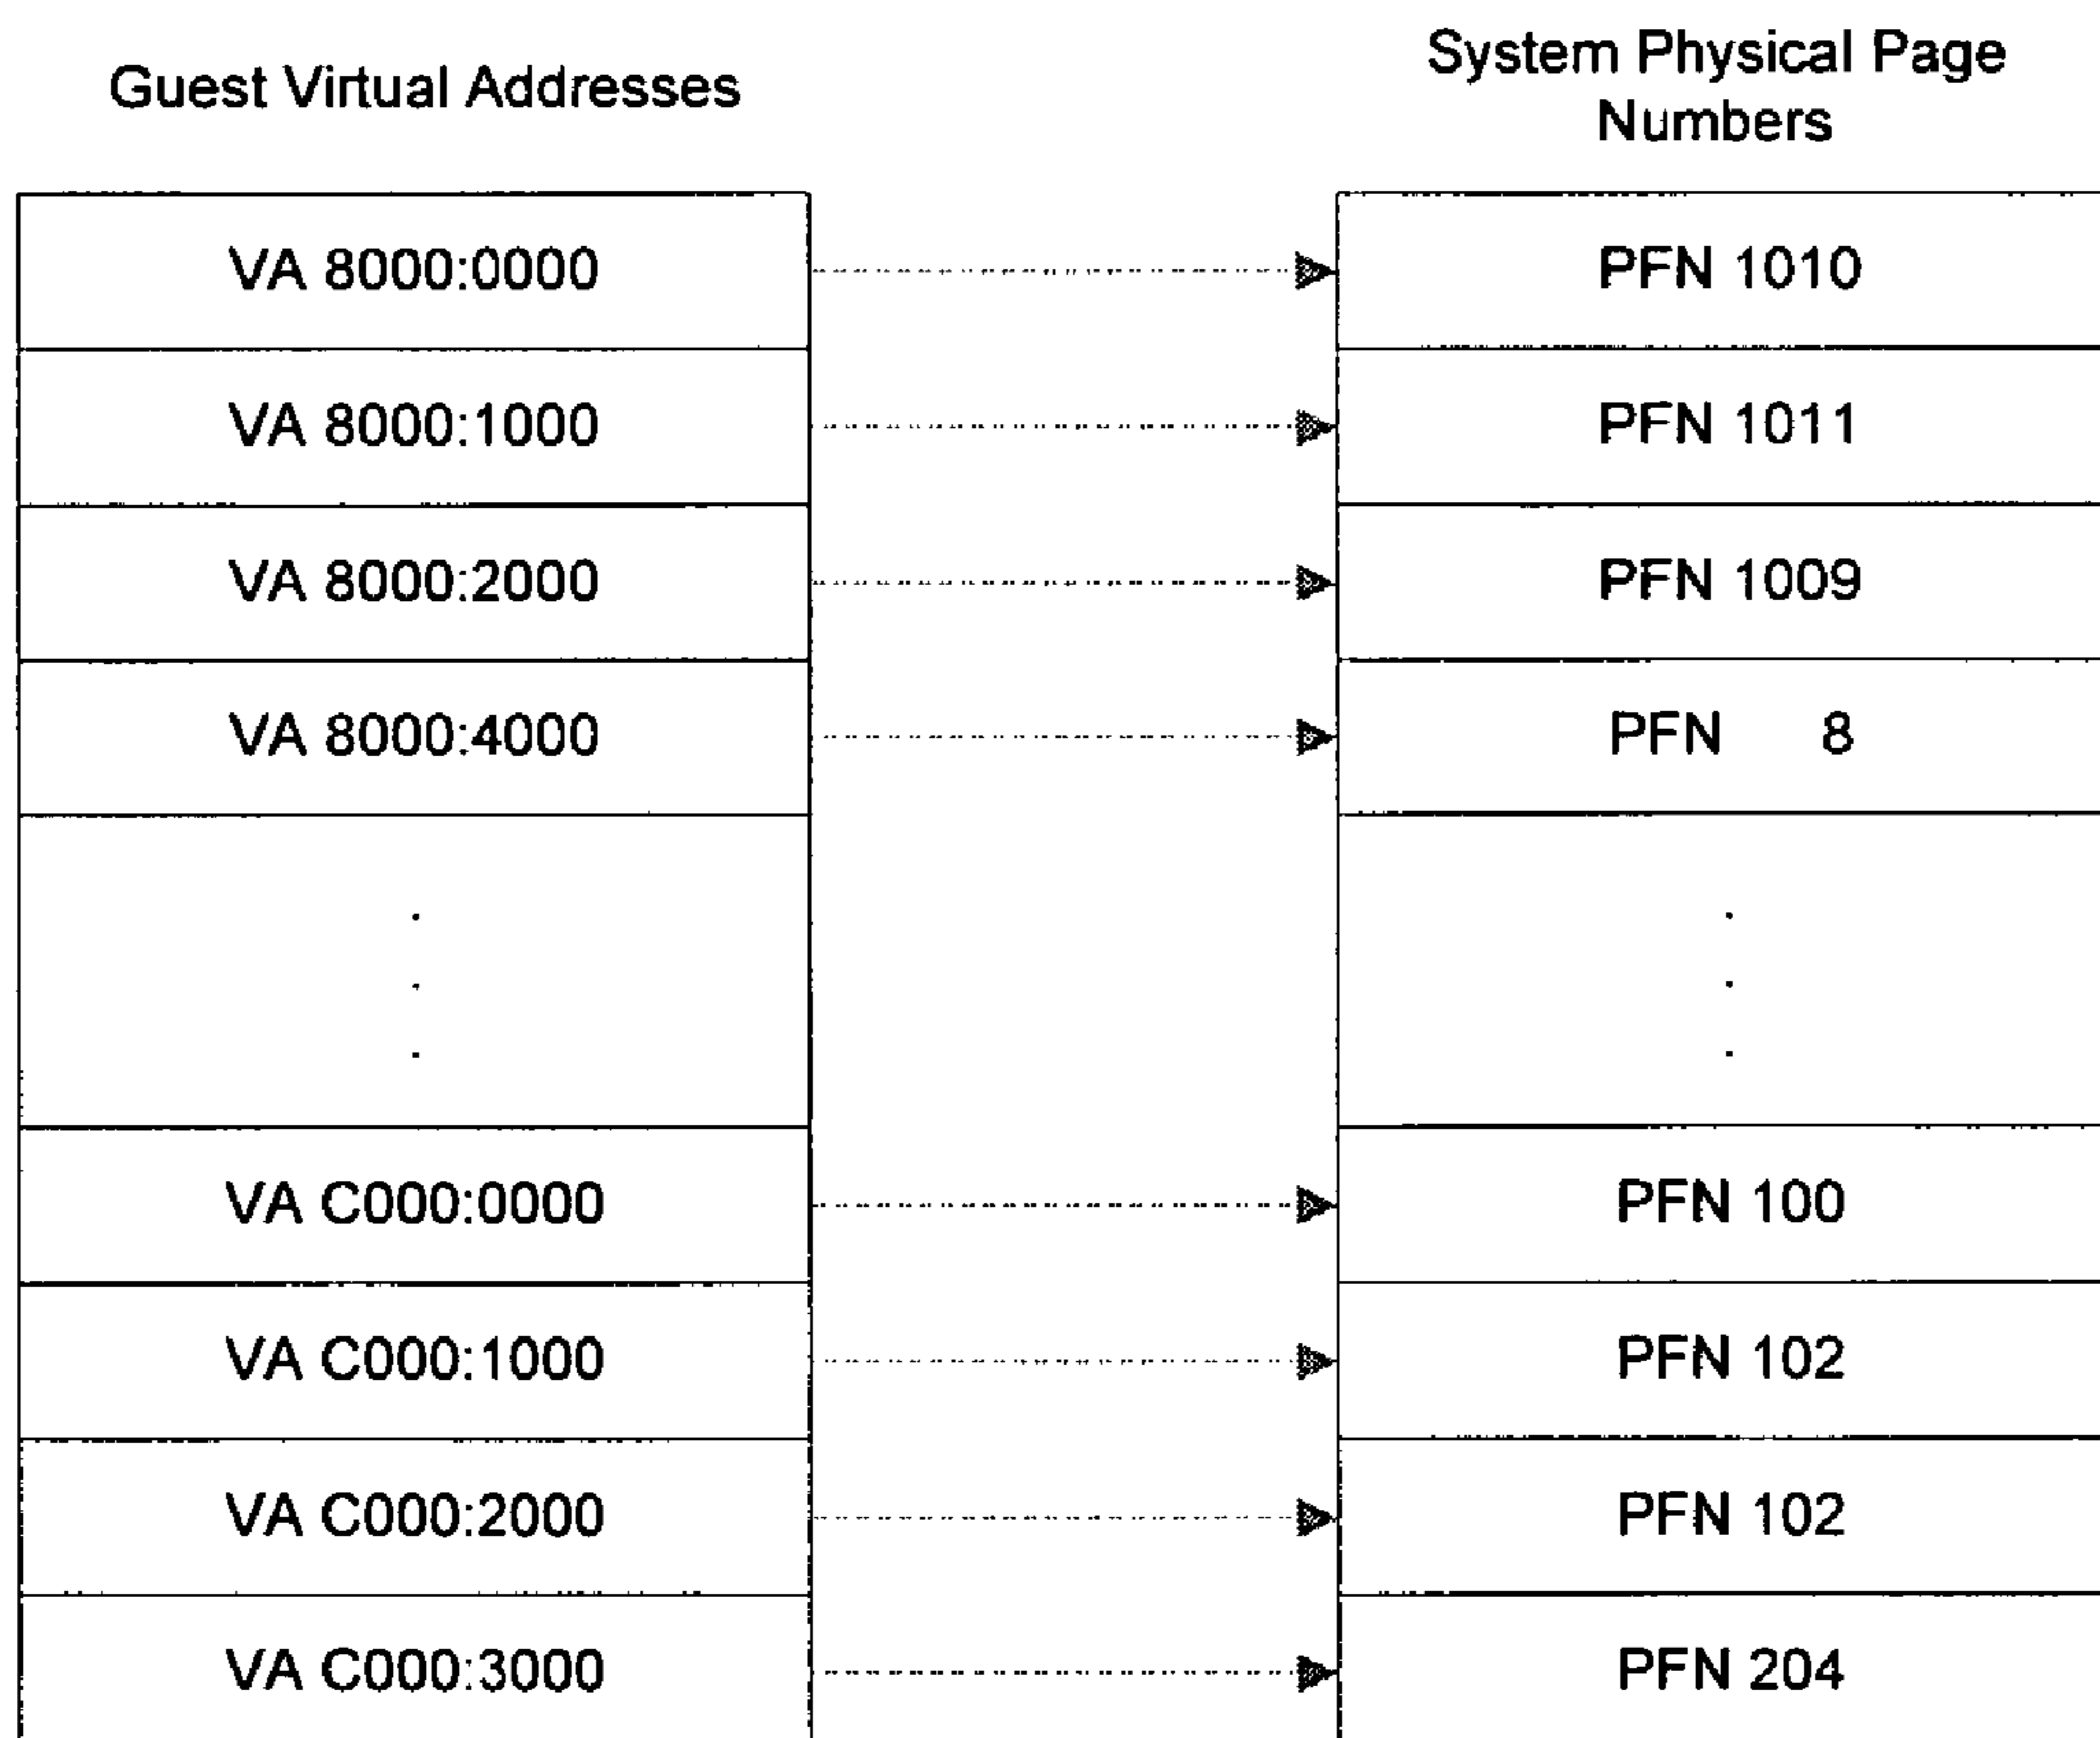 Guest Virtual Addresses
System Physical Page
Numbers
VA 8000:0000
PFN 1010
VA 8000:1000
PFN 1011
VA 8000:2000
PFN 1009
VA 8000:4000
PFN 8
VA C000:0000
PFN 100
VA C000:1000
PFN 102
VA C000:2000
PFN 102
VA C000:3000
PFN 204